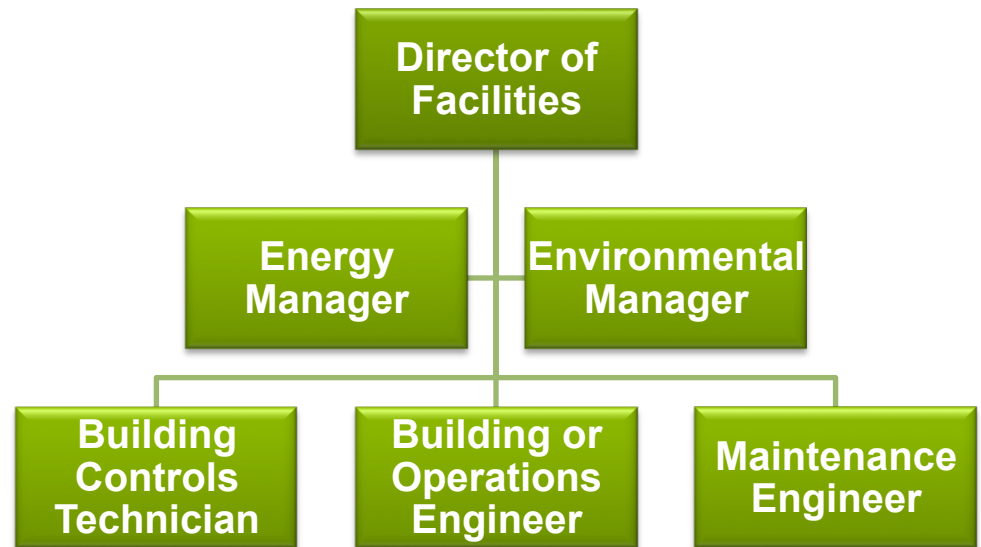 Director of
Facilities
Energy
Manager
Environmental
Manager
Building
Controls
Technician
Building or
Operations
Engineer
Maintenance
Engineer